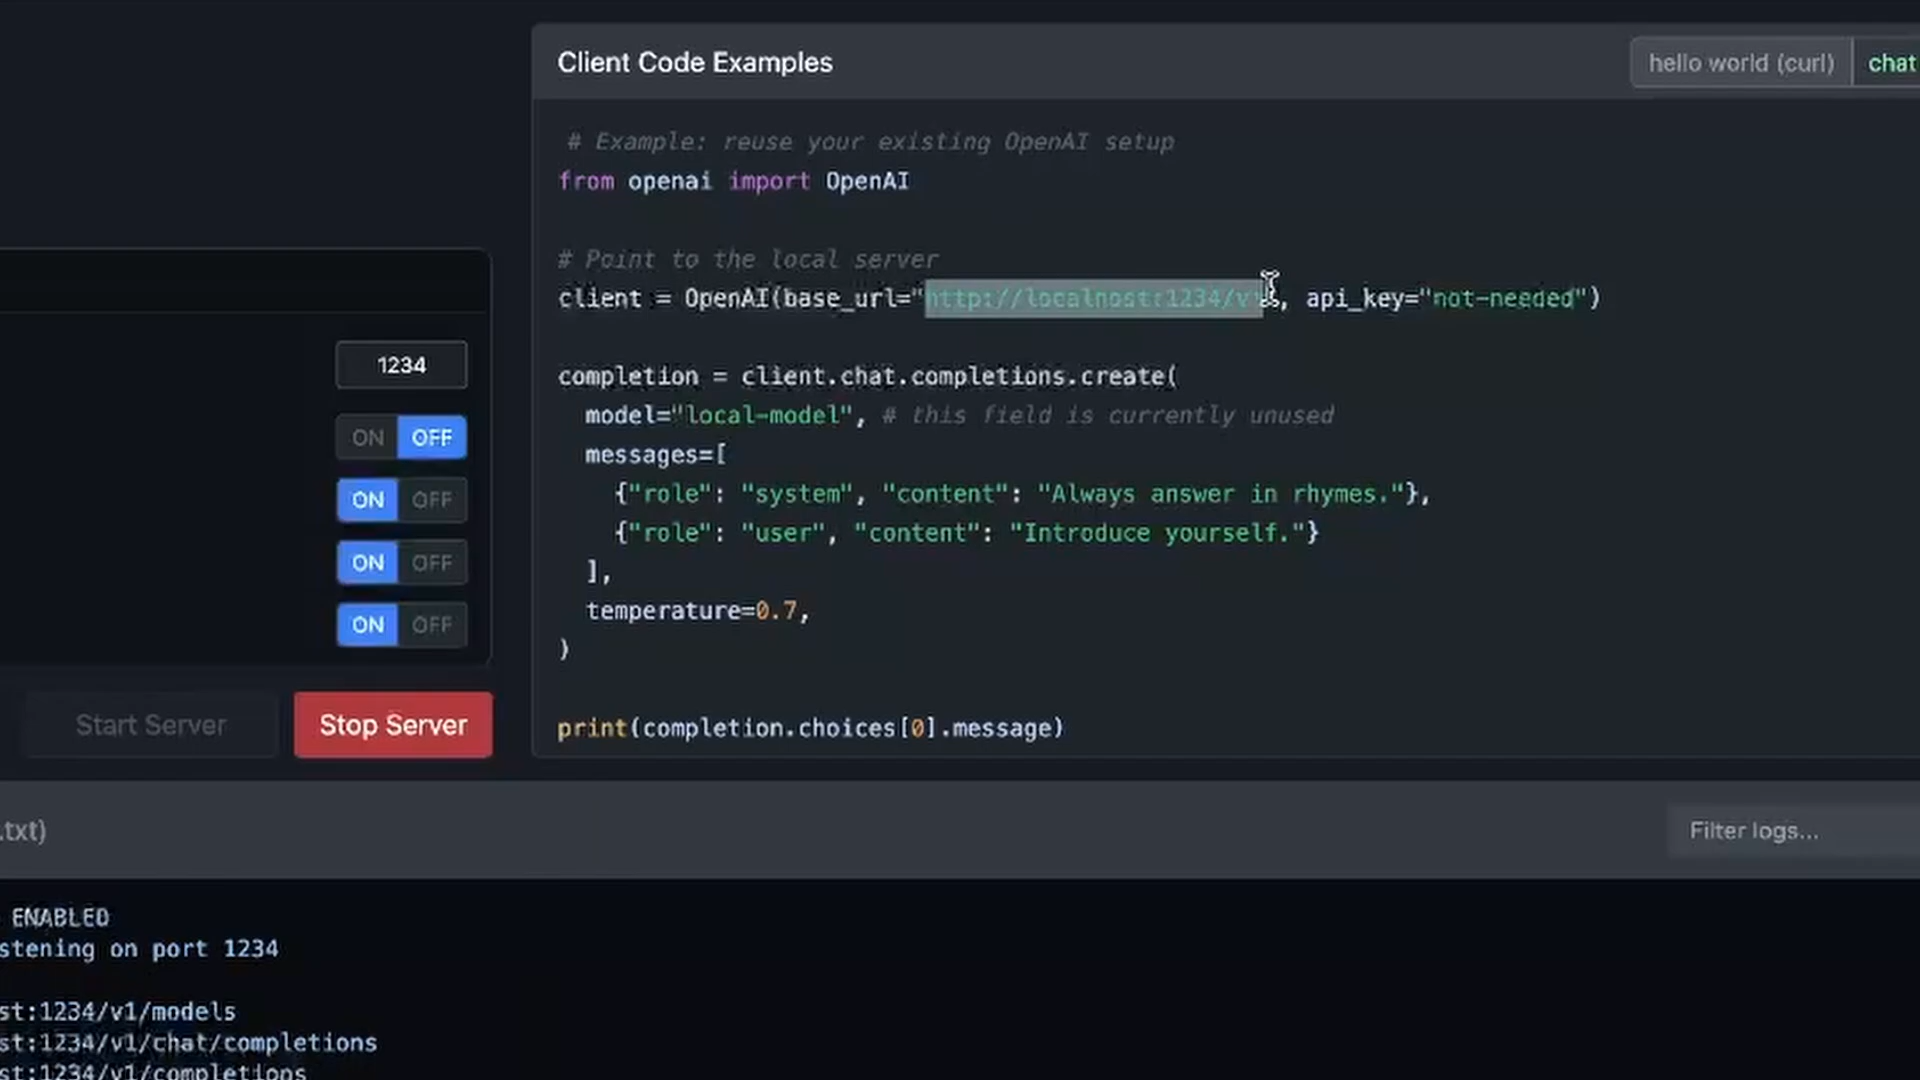 Client Code Examples
hello world (curl)
chat
# Example: reuse your existing OpenAI setup
from openai import OpenAI
# Point to the local server
client = OpenAI(base_url="http://localhost:1234/v1", api_key="not-needed")
completion = client.chat.completions.create(
model="local-model", # this field is currently unused
messages=[
{"role": "system", "content": "Always answer in rhymes."},
{"role": "user", "content": "Introduce yourself."}
],
temperature=0.7,
)
print(completion.choices[0].message)
1234
ON OFF
ON OFF
ON OFF
ON OFF
Start Server
Stop Server
.txt)
Filter logs...
ENABLED
stening on port 1234
st:1234/v1/models
st:1234/v1/chat/completions
st:1234/v1/completions